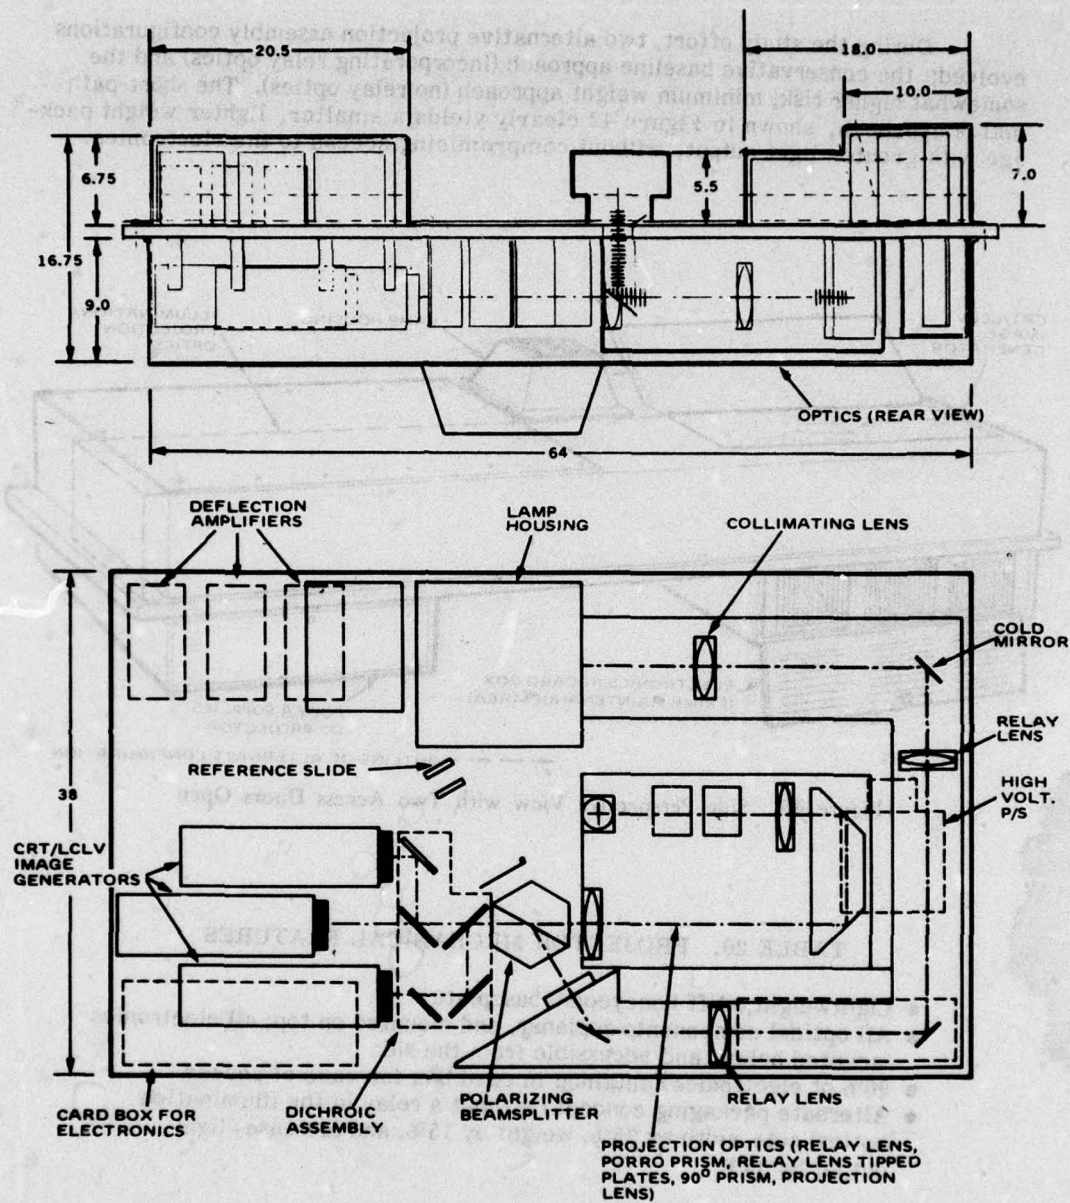 20.5
18.0
10.0
6.75
5.5
7.0
16.75
9.0
OPTICS (REAR VIEW)
64
DEFLECTION
AMPLIFIERS
LAMP
HOUSING
COLLIMATING LENS
COLD
MIRROR
RELAY
LENS
REFERENCE SLIDE
HIGH
VOLT.
P/S
38
CRT/LCLV
IMAGE
GENERATORS
CARD BOX FOR
ELECTRONICS
DICHROIC
ASSEMBLY
POLARIZING
BEAMSPLITTER
RELAY LENS
PROJECTION OPTICS (RELAY LENS,
PORRO PRISM, RELAY LENS TIPPED
PLATES, 90° PRISM, PROJECTION
LENS)